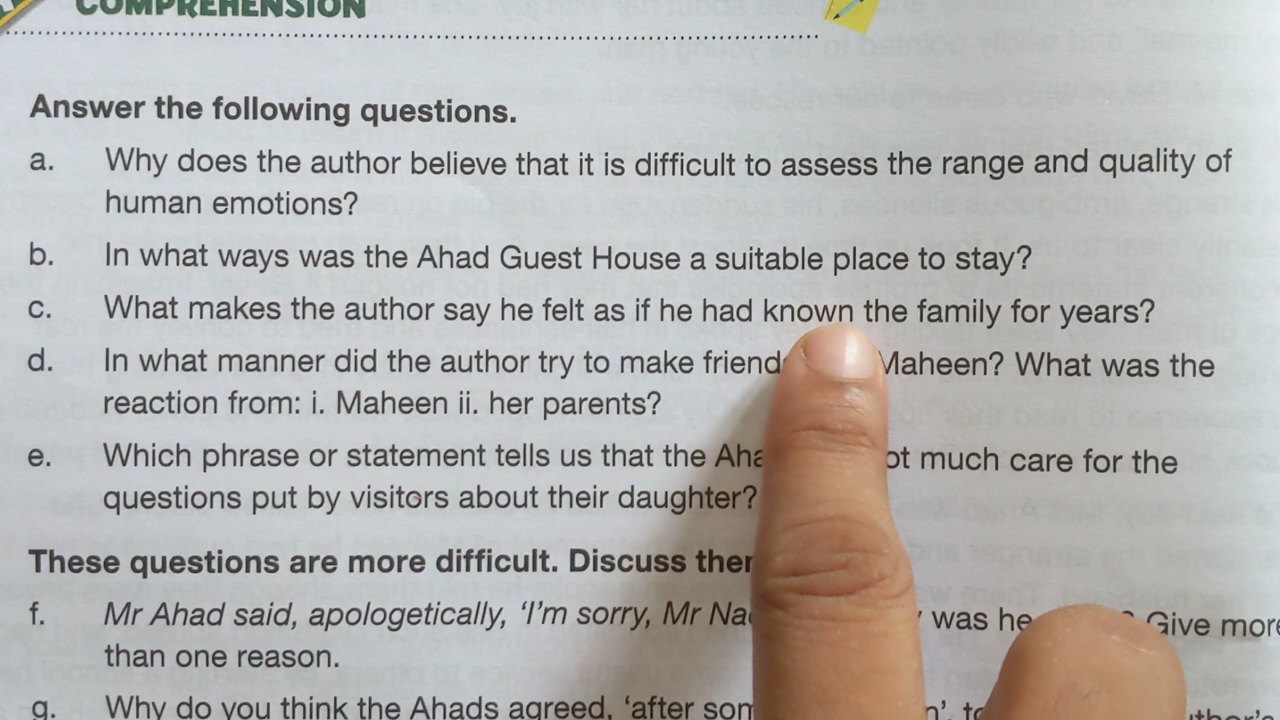 COMPREHENSION
Answer the following questions.
a. Why does the author believe that it is difficult to assess the range and quality of
human emotions?
b. In what ways was the Ahad Guest House a suitable place to stay?
c. What makes the author say he felt as if he had known the family for years?
d. In what manner did the author try to make friend Maheen? What was the
reaction from: i. Maheen ii. her parents?
e. Which phrase or statement tells us that the Aha ot much care for the
questions put by visitors about their daughter?
These questions are more difficult. Discuss
f. Mr Ahad said, apologetically, ‘I’m sorry, Mr was he Give more
than one reason.
g. Why do you think the Ahads agreed, ‘after